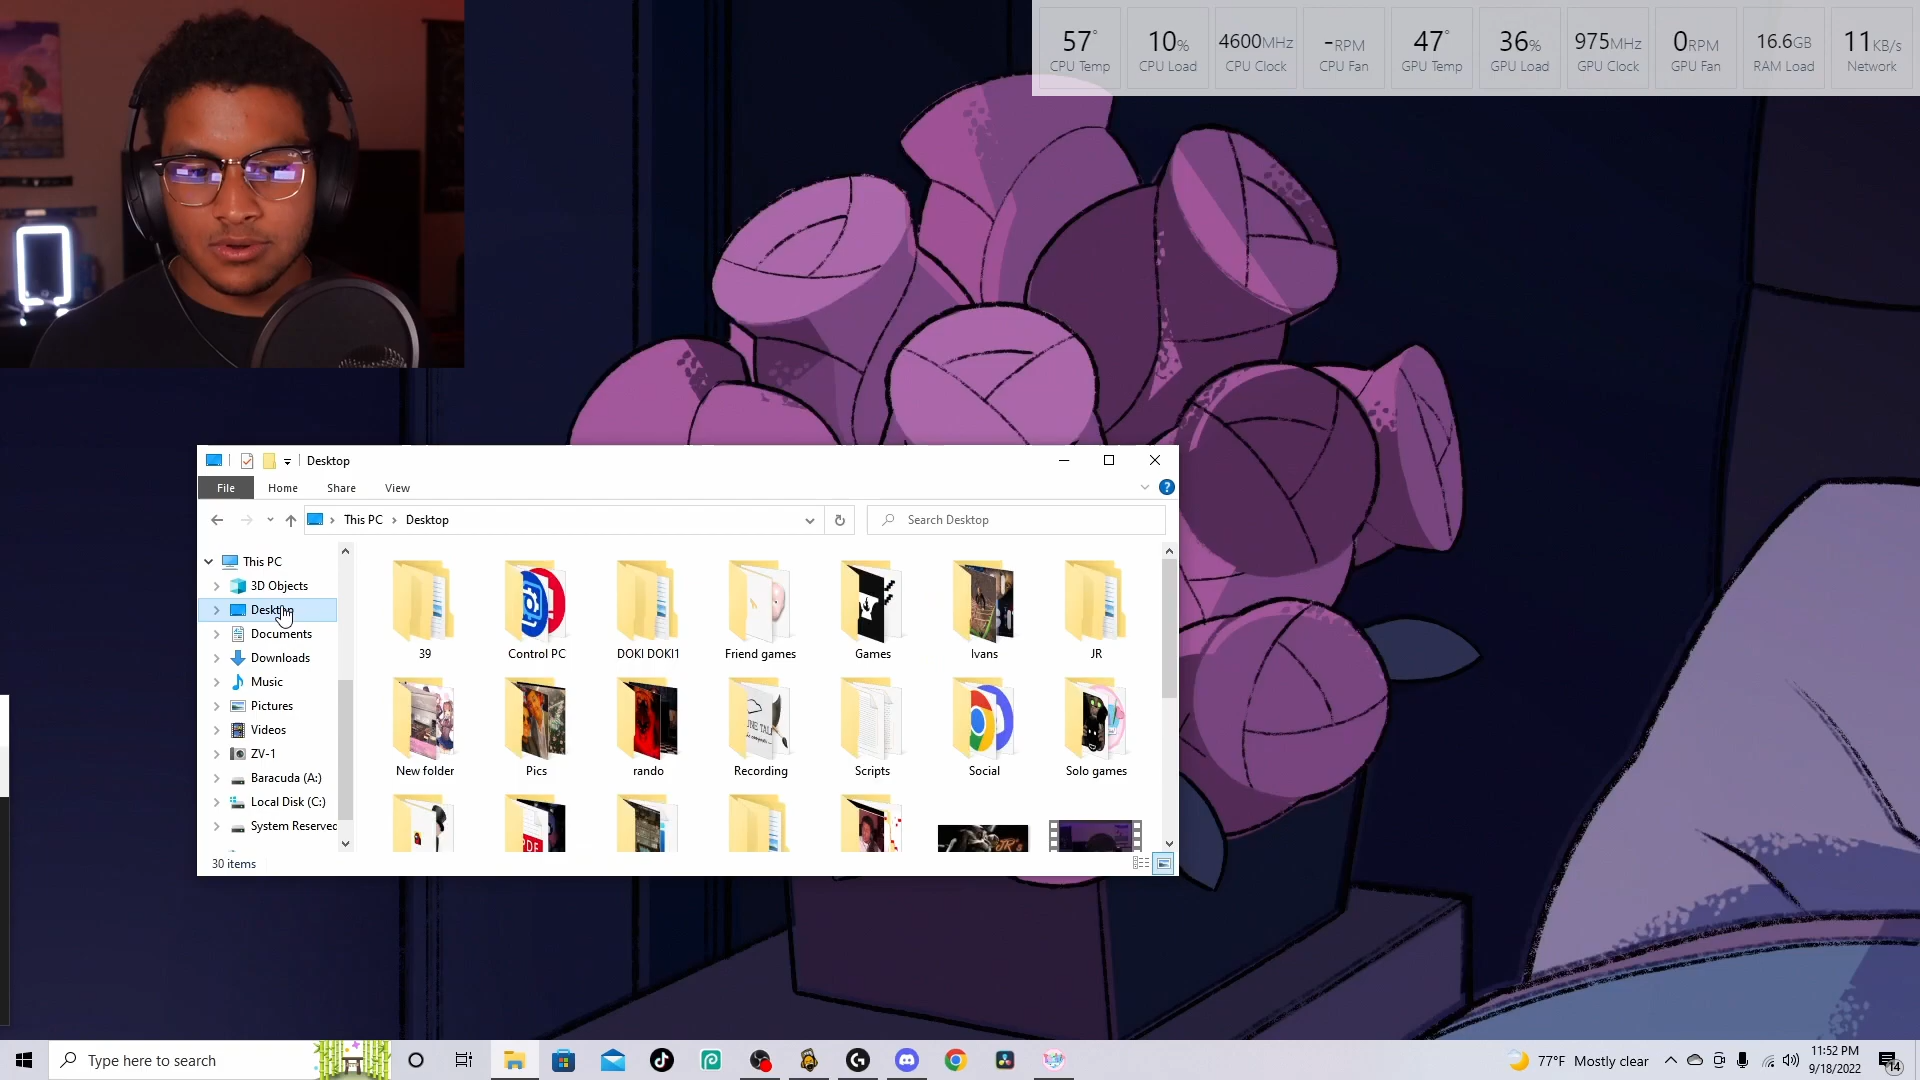 57° 10% 4600MHz -RPM 47° 36% 975MHz 0RPM 16.6GB 11KB/s
CPU Temp CPU Load CPU Clock CPU Fan GPU Temp GPU Load GPU Clock GPU Fan RAM Load Network
Desktop
File Home Share View
This PC Desktop
Search Desktop
This PC
3D Objects
Desktop
Documents
Downloads
Music
Pictures
Videos
ZV-1
Baracuda (A:)
Local Disk (C:)
System Reserved
39 Control PC DOKI DOKI1 Friend games Games Ivans JR
New folder Pics rando Recording Scripts Social Solo games
PDF
JR's
30 items
Type here to search
77°F Mostly clear
11:52 PM
9/18/2022
14